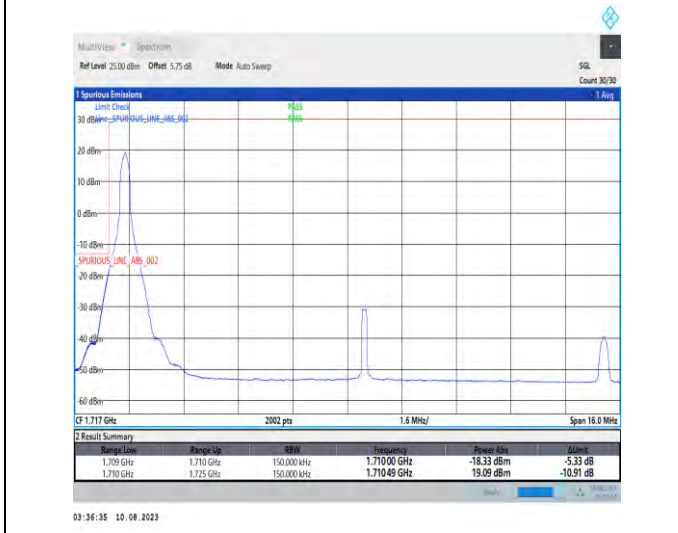 MultiView Spectrum
Ref Level 25.00 dBm Offset 5.75 dB Mode Auto Sweep SGL
Count 30/30
1 Spurious Emissions 1 Avg
Limit Check PASS
30 dBm Line _SPURIOUS_LINE_ABS_002 PASS
20 dBm
10 dBm
0 dBm
-10 dBm
_SPURIOUS_LINE_ABS_002
-20 dBm
-30 dBm
-40 dBm
-50 dBm
-60 dBm
CF 1.717 GHz 2002 pts 1.6 MHz/ Span 16.0 MHz
2 Result Summary
Range Low Range Up RBW Frequency Power Abs ΔLimit
1.709 GHz 1.710 GHz 150.000 kHz 1.71000 GHz -18.33 dBm -5.33 dB
1.710 GHz 1.725 GHz 150.000 kHz 1.71049 GHz 19.09 dBm -10.91 dB
03:36:35 10.08.2023